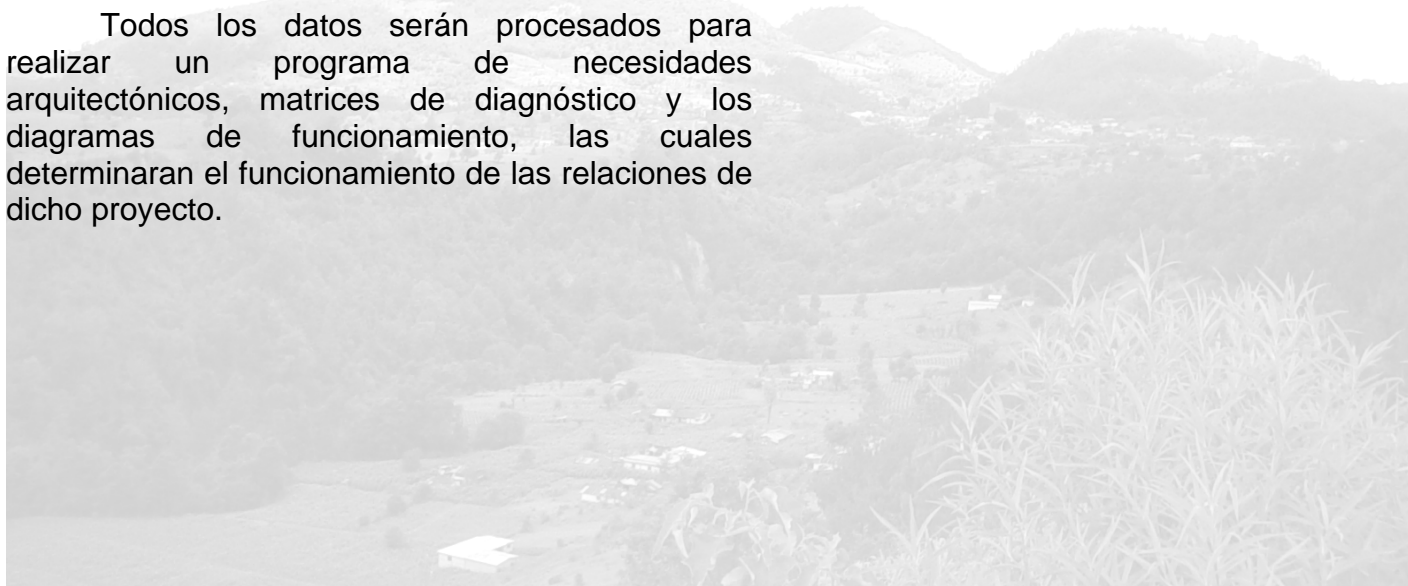 Todos los datos serán procesados para
realizar un programa de necesidades
arquitectónicos, matrices de diagnóstico y los
diagramas de funcionamiento, las cuales
determinaran el funcionamiento de las relaciones de
dicho proyecto.